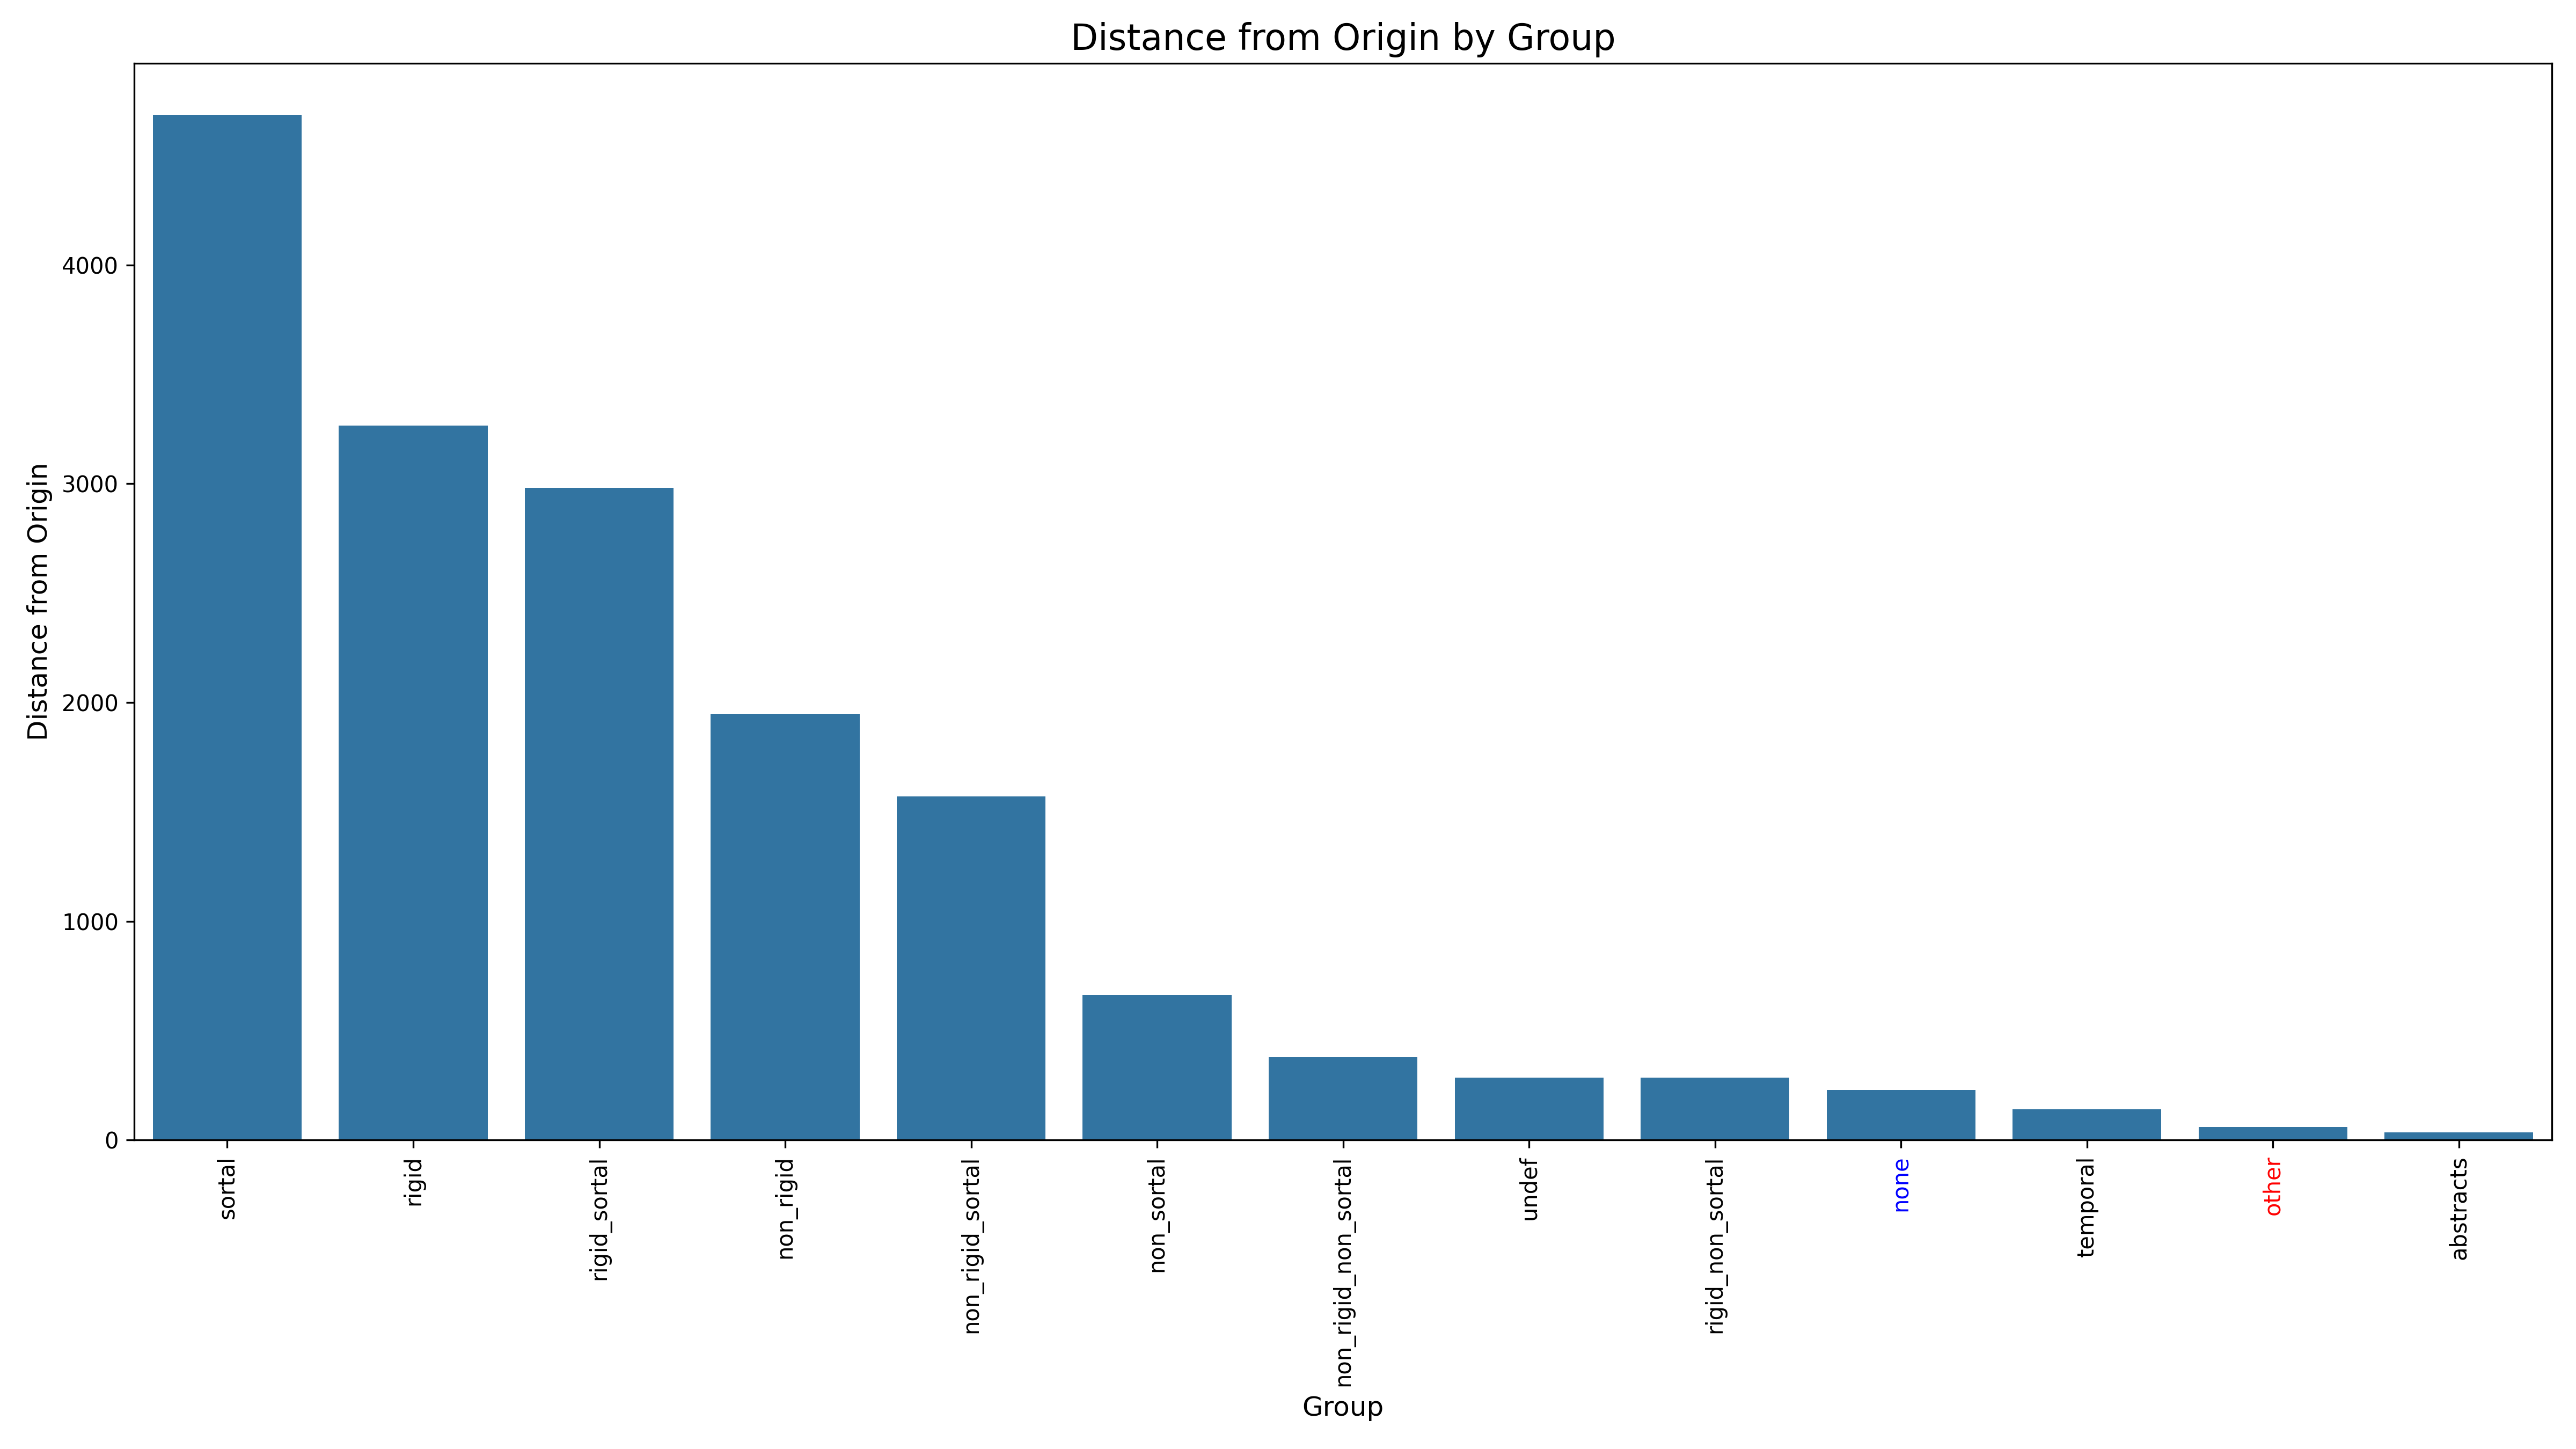 Distance from Origin by Group
Distance from Origin
4000
3000
2000
1000
0
sortal
rigid
rigid_sortal
non_rigid
non_rigid_sortal
non_sortal
non_rigid_non_sortal
undef
rigid_non_sortal
none
temporal
other
abstracts
Group